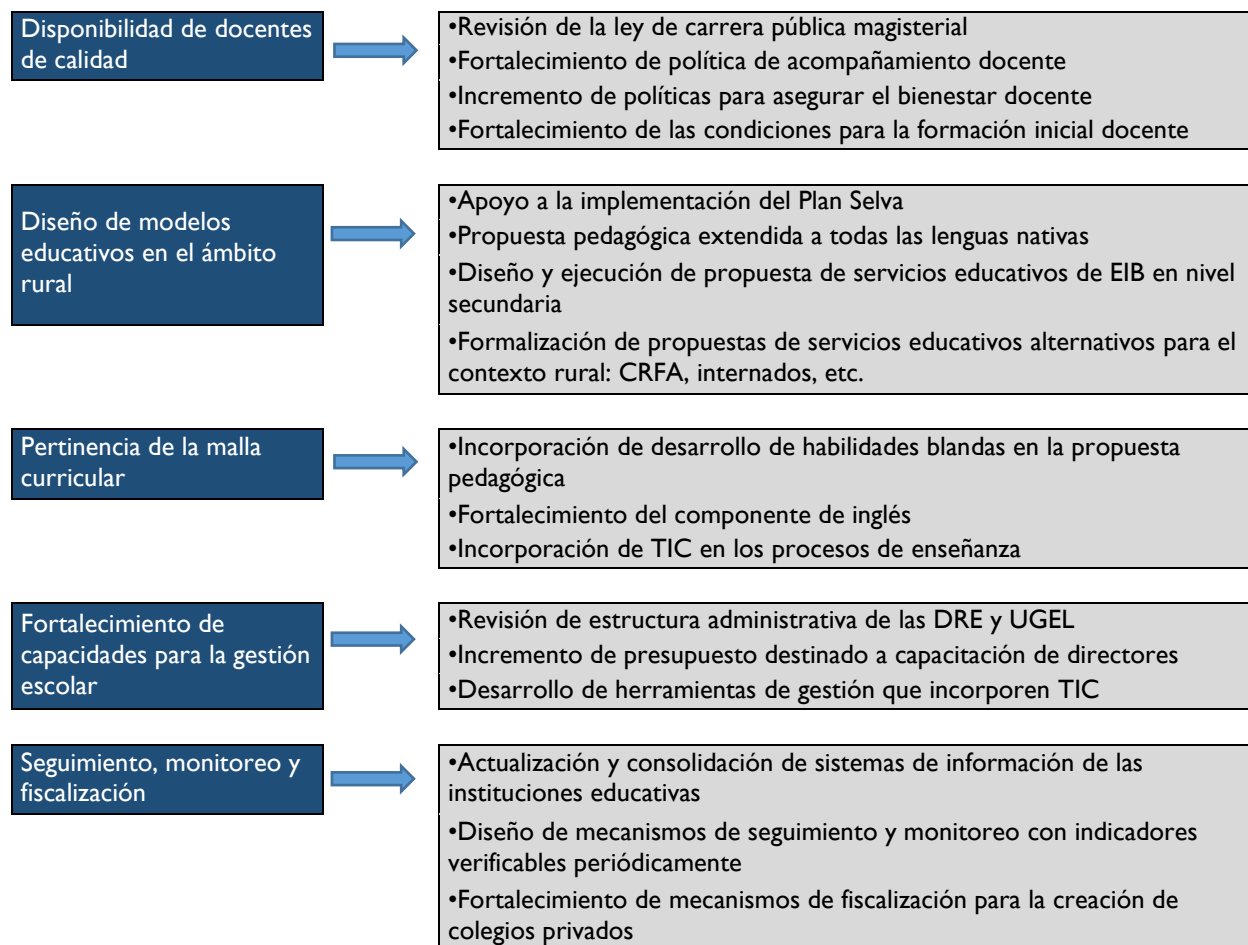 Disponibilidad de docentes
de calidad
•Revisión de la ley de carrera pública magisterial
•Fortalecimiento de política de acompañamiento docente
•Incremento de políticas para asegurar el bienestar docente
•Fortalecimiento de las condiciones para la formación inicial docente
Diseño de modelos
educativos en el ámbito
rural
•Apoyo a la implementación del Plan Selva
•Propuesta pedagógica extendida a todas las lenguas nativas
•Diseño y ejecución de propuesta de servicios educativos de EIB en nivel
secundaria
•Formalización de propuestas de servicios educativos alternativos para el
contexto rural: CRFA, internados, etc.
Pertinencia de la malla
curricular
•Incorporación de desarrollo de habilidades blandas en la propuesta
pedagógica
•Fortalecimiento del componente de inglés
•Incorporación de TIC en los procesos de enseñanza
Fortalecimiento de
capacidades para la gestión
escolar
•Revisión de estructura administrativa de las DRE y UGEL
•Incremento de presupuesto destinado a capacitación de directores
•Desarrollo de herramientas de gestión que incorporen TIC
Seguimiento, monitoreo y
fiscalización
•Actualización y consolidación de sistemas de información de las
instituciones educativas
•Diseño de mecanismos de seguimiento y monitoreo con indicadores
verificables periódicamente
•Fortalecimiento de mecanismos de fiscalización para la creación de
colegios privados